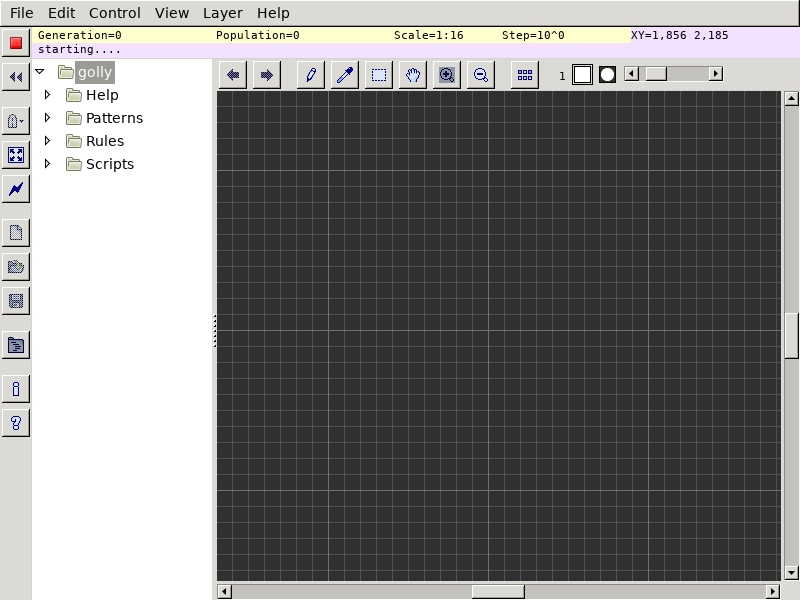 File Edit Control View Layer Help
Generation=0 Population=0 Scale=1:16 Step=10^0 XY=1,856 2,185
starting....
golly
1
Help
Patterns
Rules
Scripts